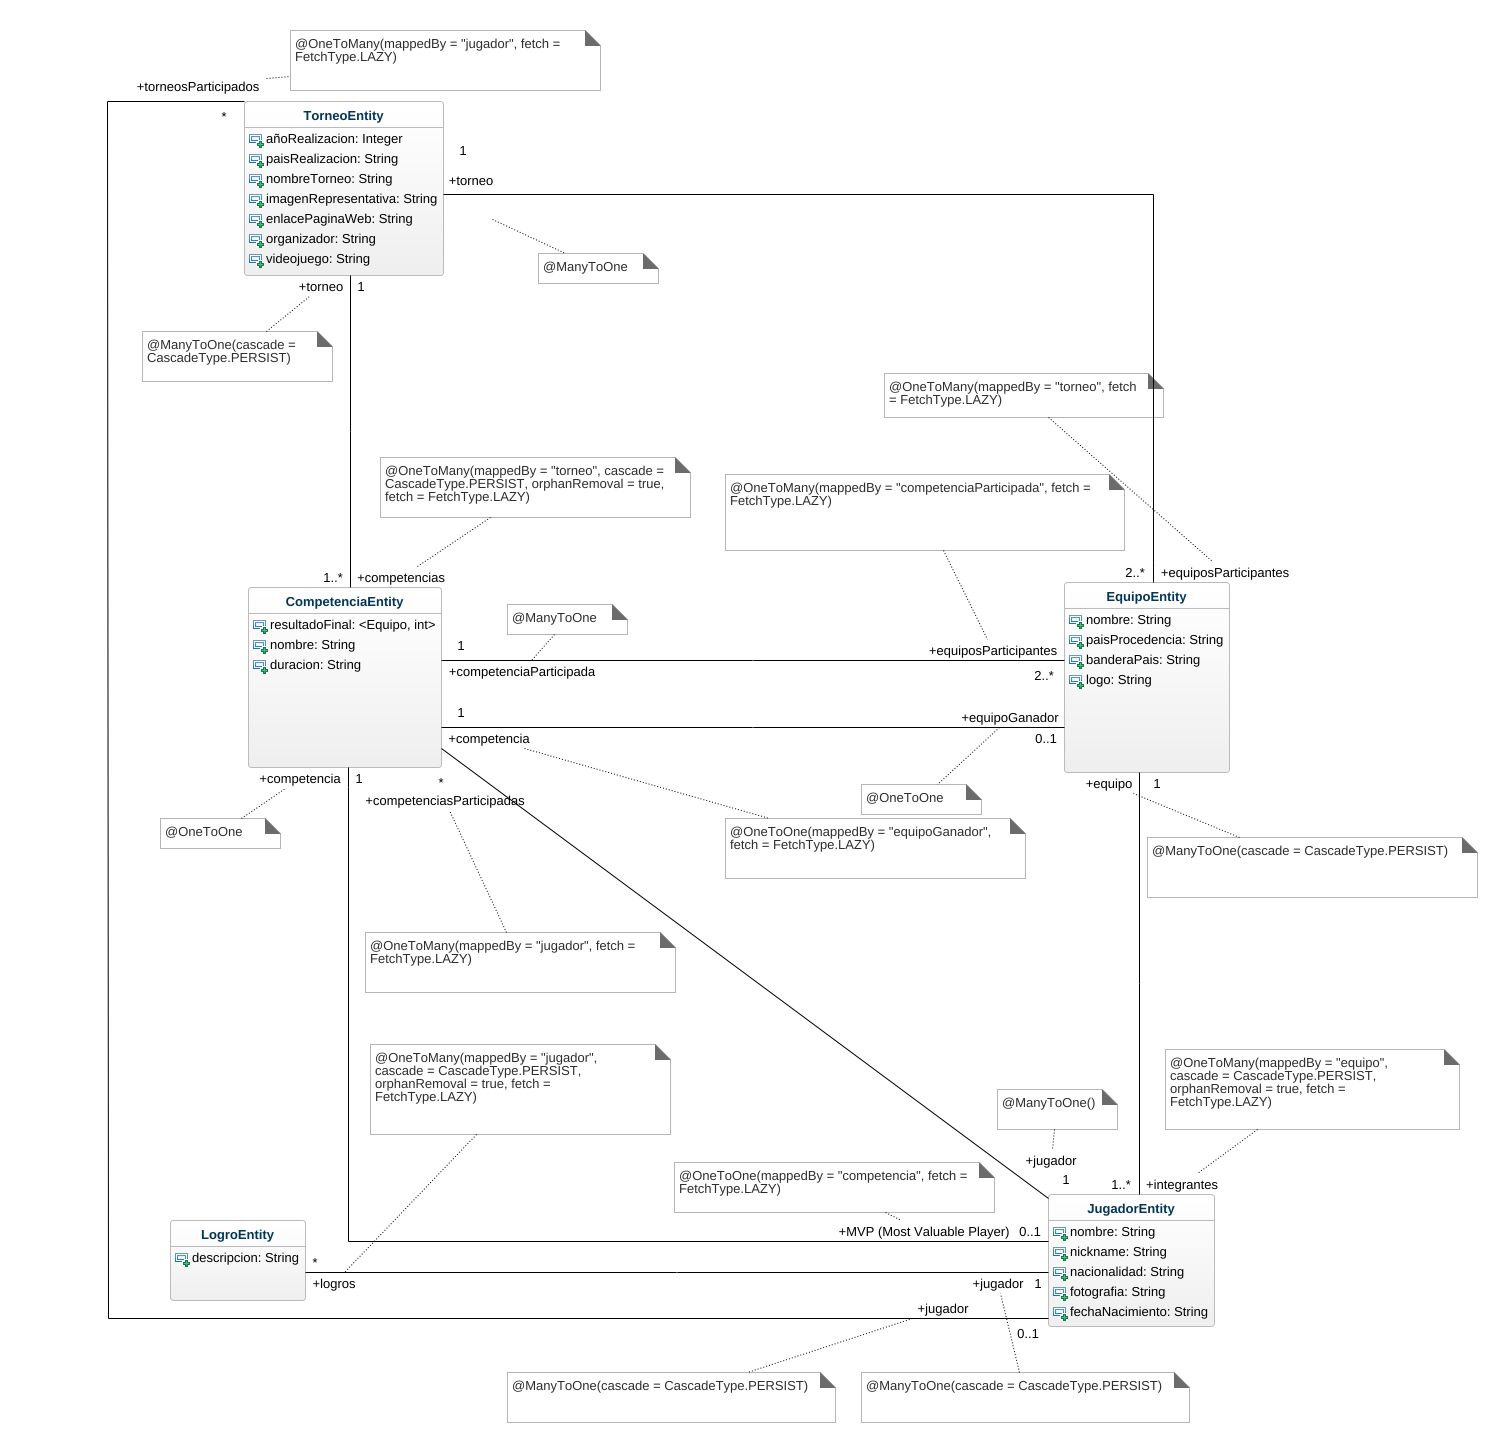 @OneToMany(mappedBy = "jugador", fetch =
FetchType.LAZY)
+torneosParticipados
*
TorneoEntity
añoRealizacion: Integer
paisRealizacion: String
nombreTorneo: String
imagenRepresentativa: String
enlacePaginaWeb: String
organizador: String
videojuego: String
1
+torneo
@ManyToOne
+torneo
1
@ManyToOne(cascade =
CascadeType.PERSIST)
@OneToMany(mappedBy = "torneo", fetch
= FetchType.LAZY)
@OneToMany(mappedBy = "torneo", cascade =
CascadeType.PERSIST, orphanRemoval = true,
fetch = FetchType.LAZY)
@OneToMany(mappedBy = "competenciaParticipada", fetch =
FetchType.LAZY)
1..*
+competencias
2..*
+equiposParticipantes
CompetenciaEntity
resultadoFinal: <Equipo, int>
nombre: String
duracion: String
EquipoEntity
nombre: String
paisProcedencia: String
banderaPais: String
logo: String
@ManyToOne
1
+competenciaParticipada
+equiposParticipantes
2..*
1
+competencia
+equipoGanador
0..1
+competencia
1
*
+competenciasParticipadas
+equipo
1
@OneToOne
@OneToOne
@OneToOne(mappedBy = "equipoGanador",
fetch = FetchType.LAZY)
@ManyToOne(cascade = CascadeType.PERSIST)
@OneToMany(mappedBy = "jugador", fetch =
FetchType.LAZY)
@OneToMany(mappedBy = "jugador",
cascade = CascadeType.PERSIST,
orphanRemoval = true, fetch =
FetchType.LAZY)
@ManyToOne()
@OneToMany(mappedBy = "equipo",
cascade = CascadeType.PERSIST,
orphanRemoval = true, fetch =
FetchType.LAZY)
+jugador
1
@OneToOne(mappedBy = "competencia", fetch =
FetchType.LAZY)
1..*
+integrantes
+MVP (Most Valuable Player)
0..1
JugadorEntity
nombre: String
nickname: String
nacionalidad: String
fotografia: String
fechaNacimiento: String
LogroEntity
descripcion: String
*
+logros
+jugador
1
+jugador
0..1
@ManyToOne(cascade = CascadeType.PERSIST)
@ManyToOne(cascade = CascadeType.PERSIST)